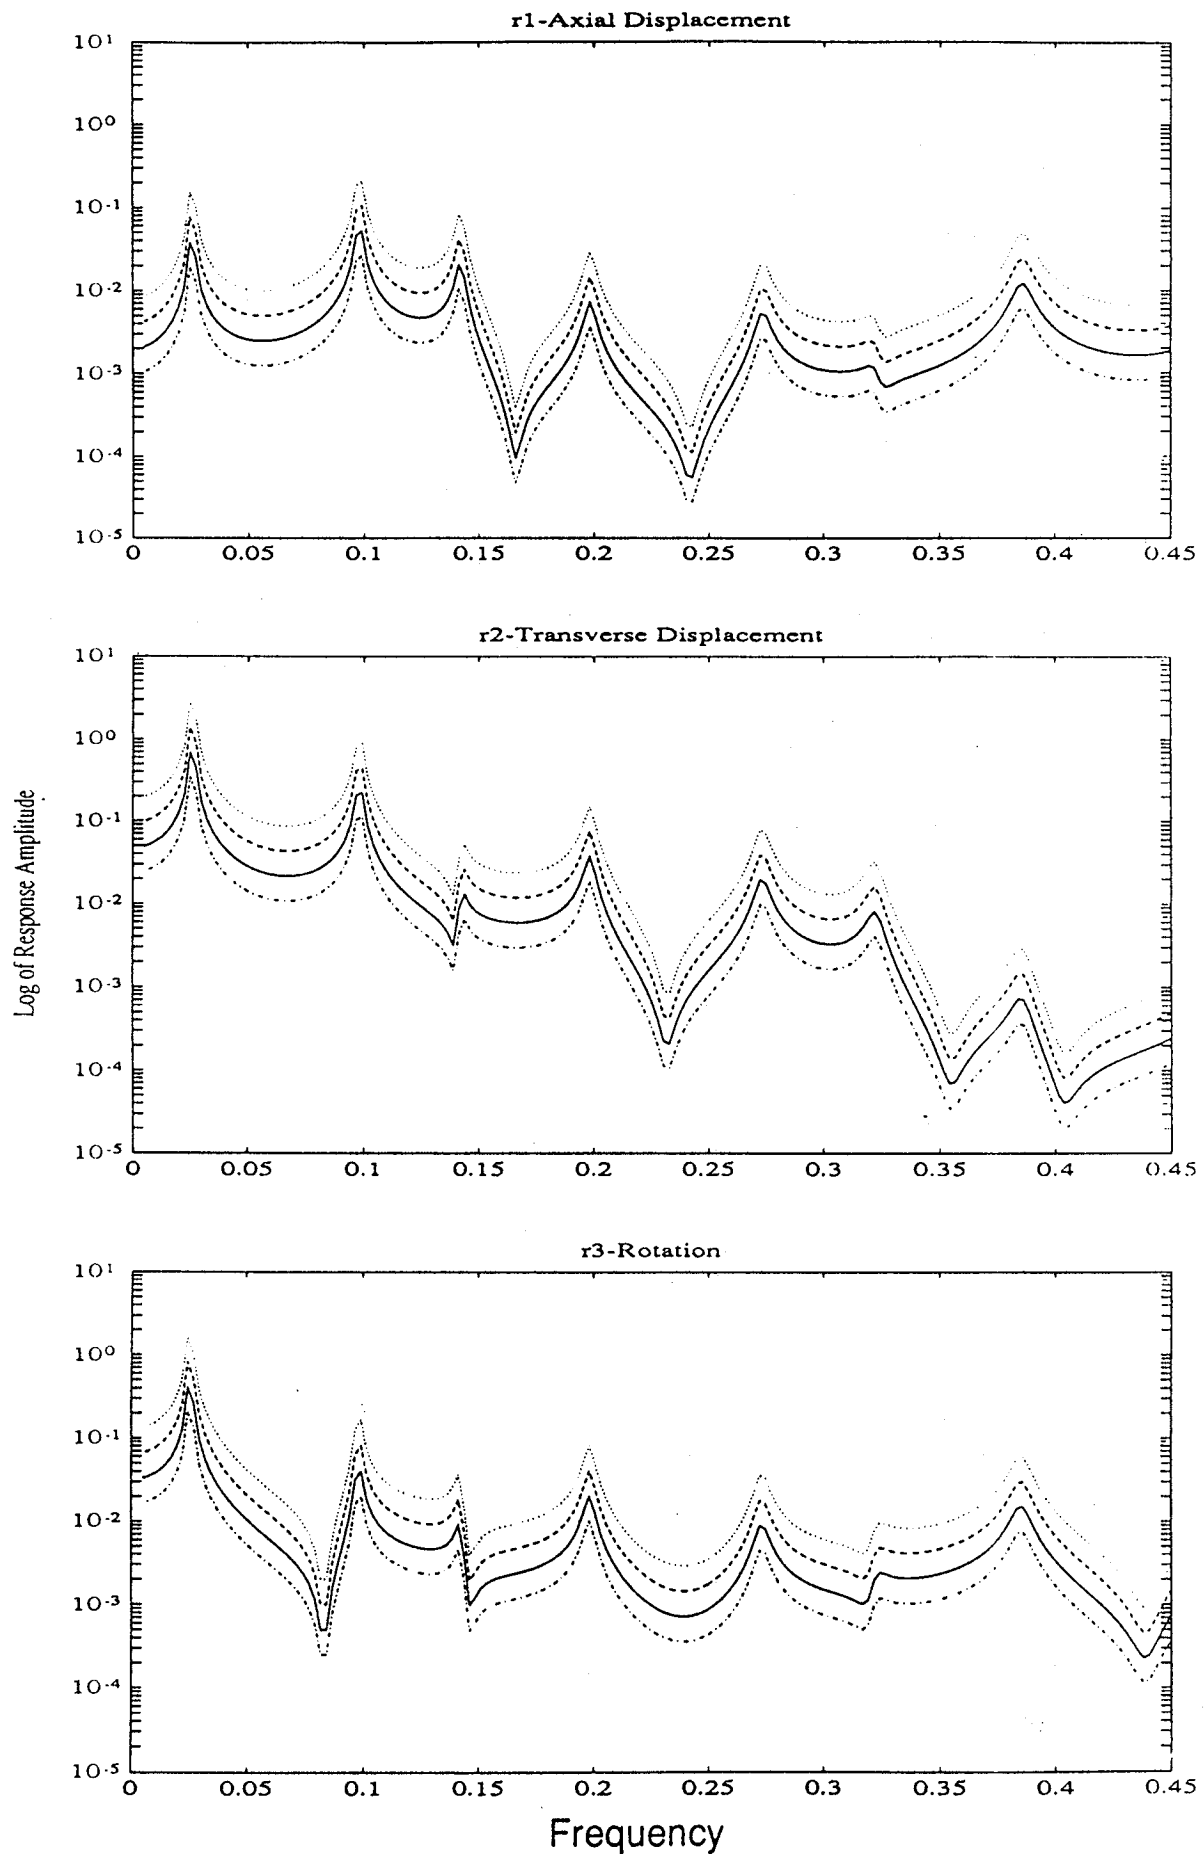 r1-Axial Displacement
10¹
10⁰
10⁻¹
10⁻²
10⁻³
10⁻⁴
10⁻⁵
0 0.05 0.1 0.15 0.2 0.25 0.3 0.35 0.4 0.45
r2-Transverse Displacement
10¹
10⁰
10⁻¹
10⁻²
10⁻³
10⁻⁴
10⁻⁵
0 0.05 0.1 0.15 0.2 0.25 0.3 0.35 0.4 0.45
Log of Response Amplitude
r3-Rotation
10¹
10⁰
10⁻¹
10⁻²
10⁻³
10⁻⁴
10⁻⁵
0 0.05 0.1 0.15 0.2 0.25 0.3 0.35 0.4 0.45
Frequency